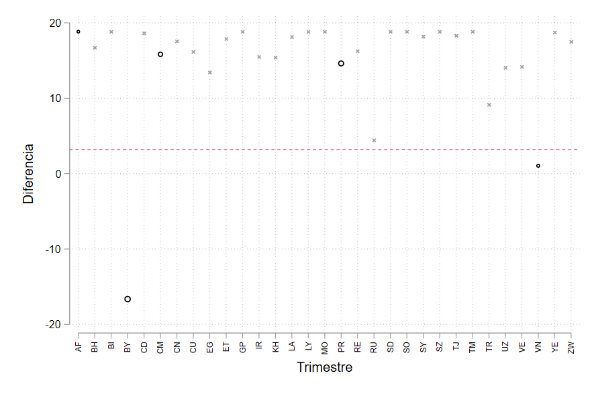 Diferencia
20
10
0
-10
-20
AF BH BI BY CD CM CN CU EG ET GP IR KH LA LY MO PR RE RU SD SO SY SZ TJ TM TR UZ VE VN YE ZW
Trimestre